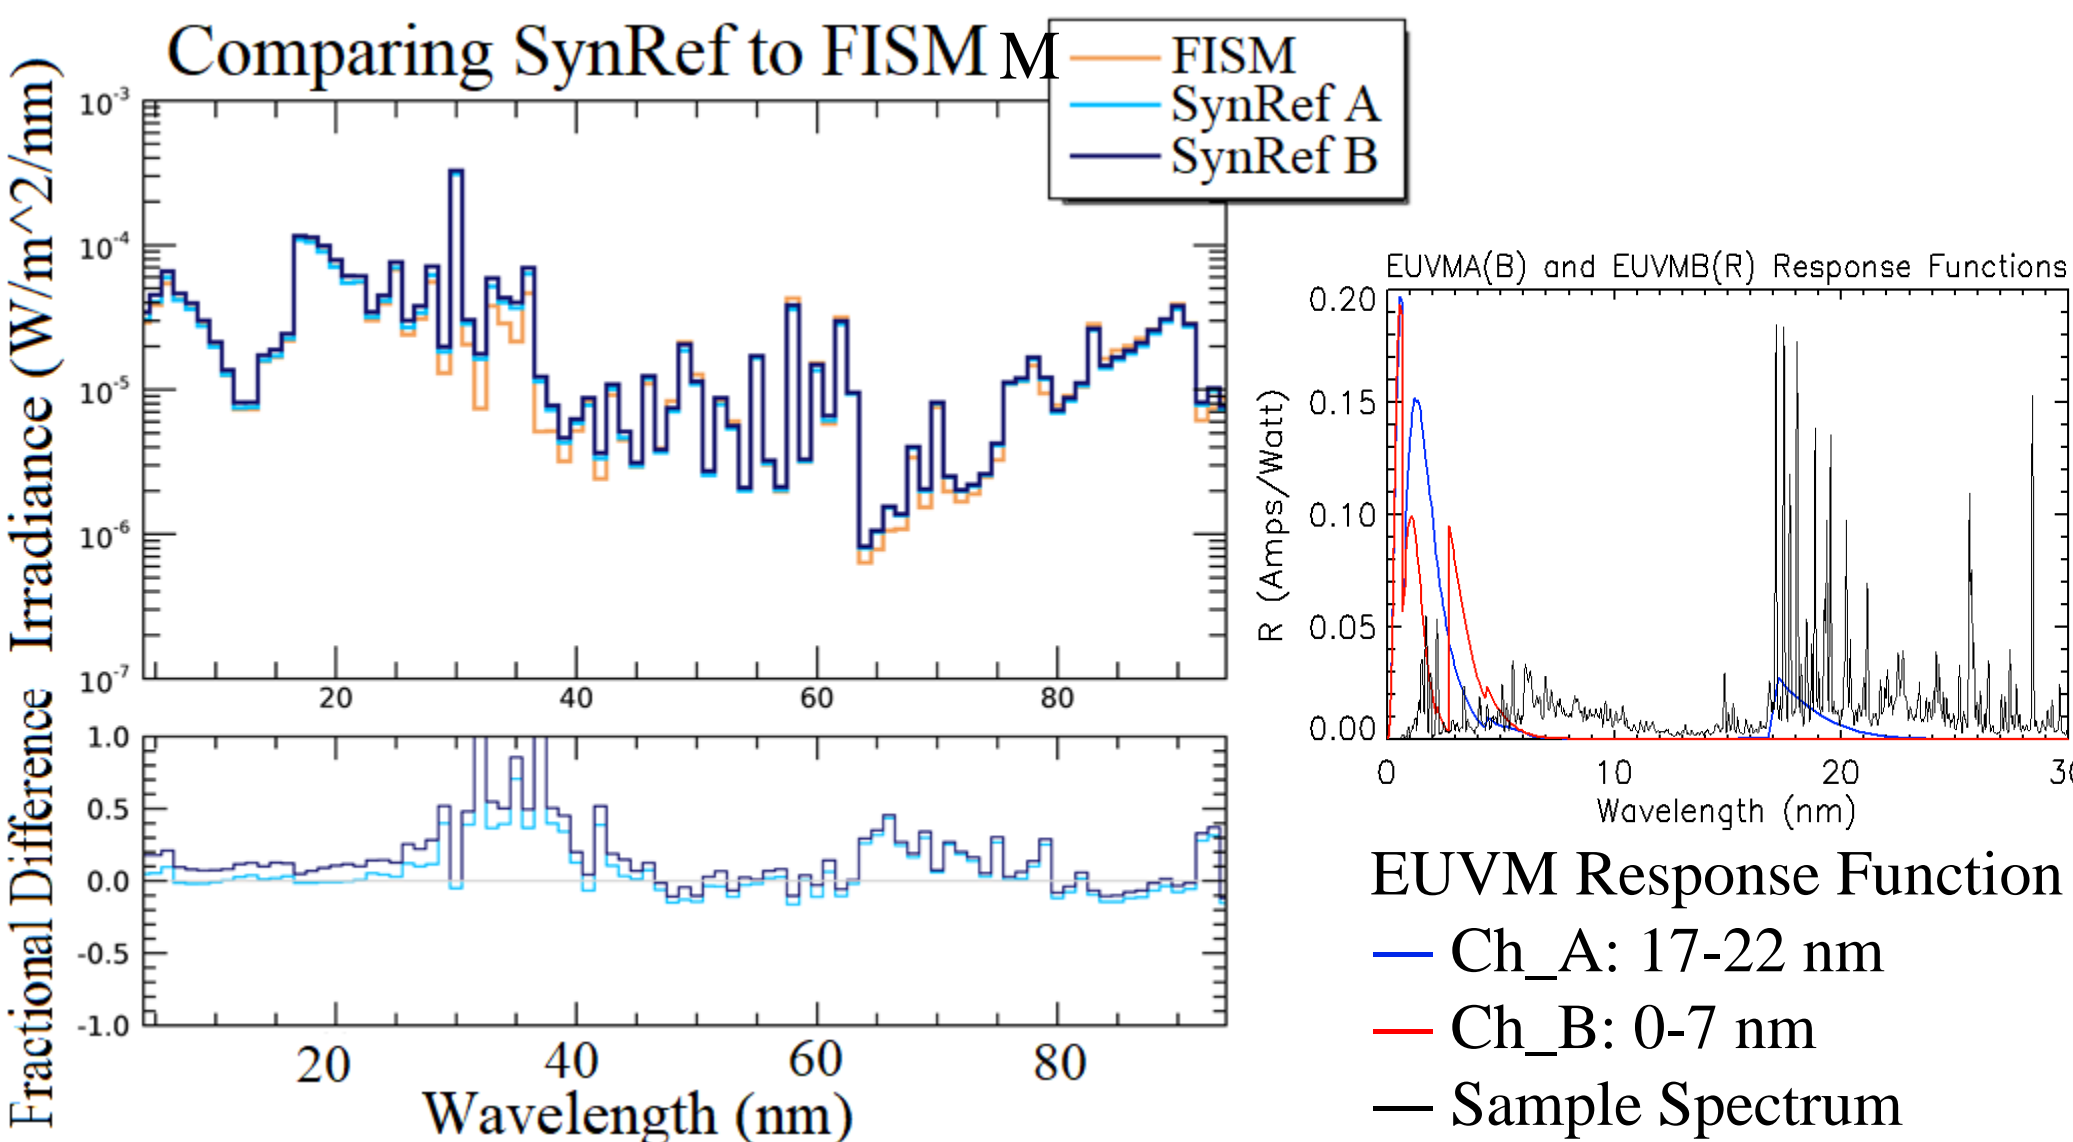 Comparing SynRef to FISM M
FISM
SynRef A
SynRef B
Irradiance (W/m^2/nm)
10-3
10-4
10-5
10-6
10-7
20 40 60 80
Fractional Difference
1.0
0.5
0.0
-0.5
-1.0
20 40 60 80
Wavelength (nm)
EUVMA(B) and EUVMB(R) Response Functions
R (Amps/Watt)
0.20
0.15
0.10
0.05
0.00
0 10 20 30
Wavelength (nm)
EUVM Response Function
Ch_A: 17-22 nm
Ch_B: 0-7 nm
Sample Spectrum